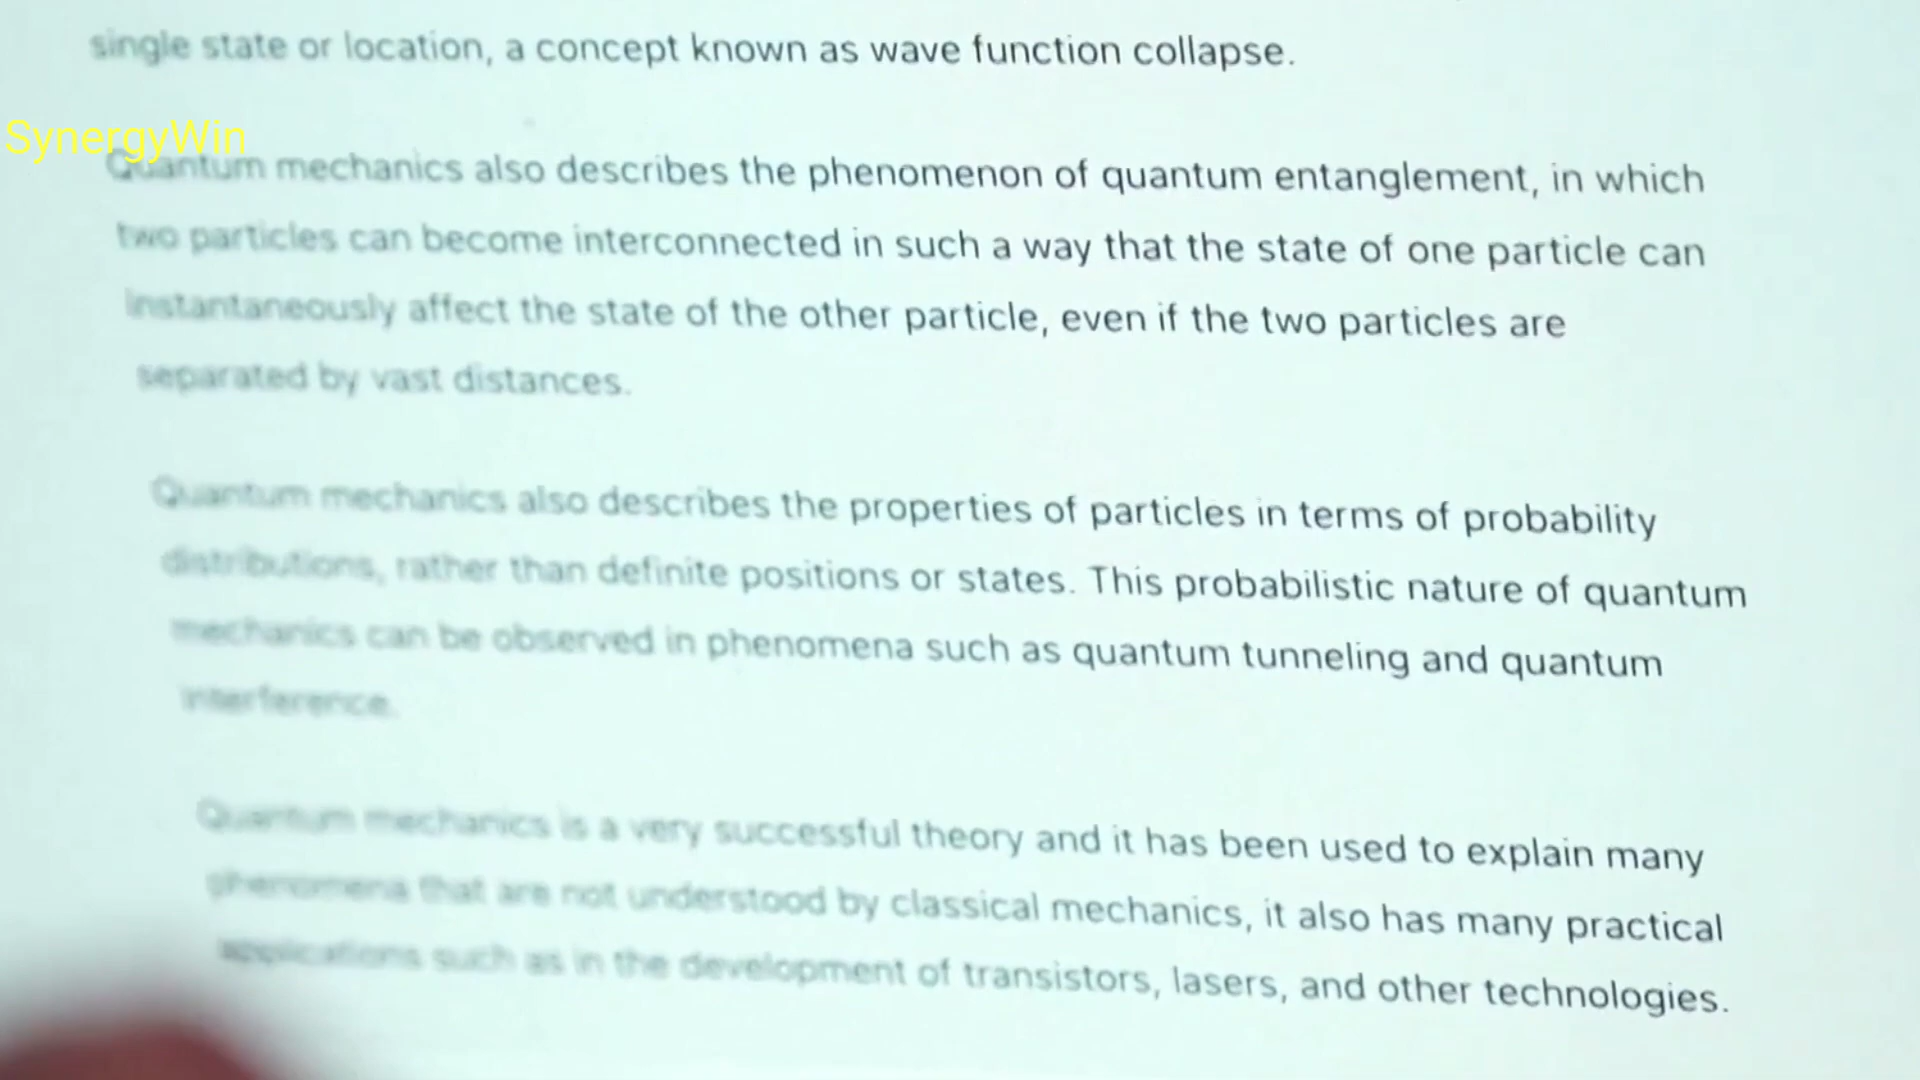 single state or location, a concept known as wave function collapse.
SynergyWin
Quantum mechanics also describes the phenomenon of quantum entanglement, in which
two particles can become interconnected in such a way that the state of one particle can
instantaneously affect the state of the other particle, even if the two particles are
separated by vast distances.
Quantum mechanics also describes the properties of particles in terms of probability
distributions, rather than definite positions or states. This probabilistic nature of quantum
mechanics can be observed in phenomena such as quantum tunneling and quantum
interference.
Quantum mechanics is a very successful theory and it has been used to explain many
phenomena that are not understood by classical mechanics, it also has many practical
applications such as in the development of transistors, lasers, and other technologies.